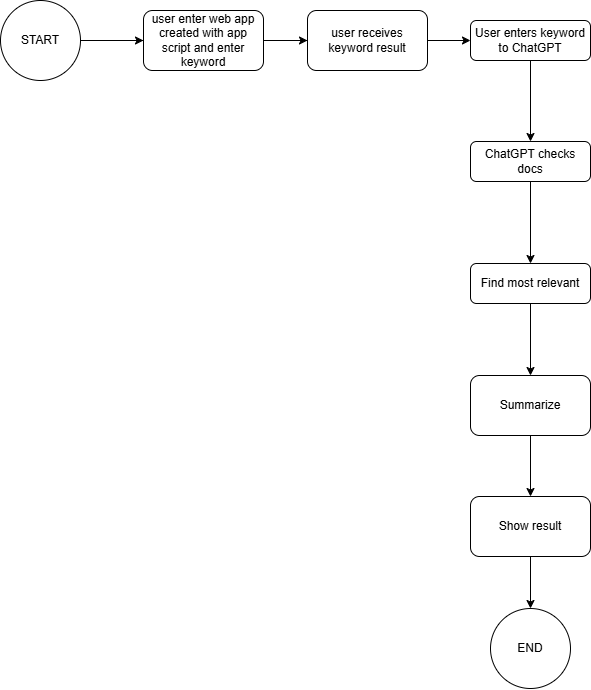 START
user enter web app
created with app
script and enter
keyword
user receives
keyword result
User enters keyword
to ChatGPT
ChatGPT checks
docs
Find most relevant
Summarize
Show result
END